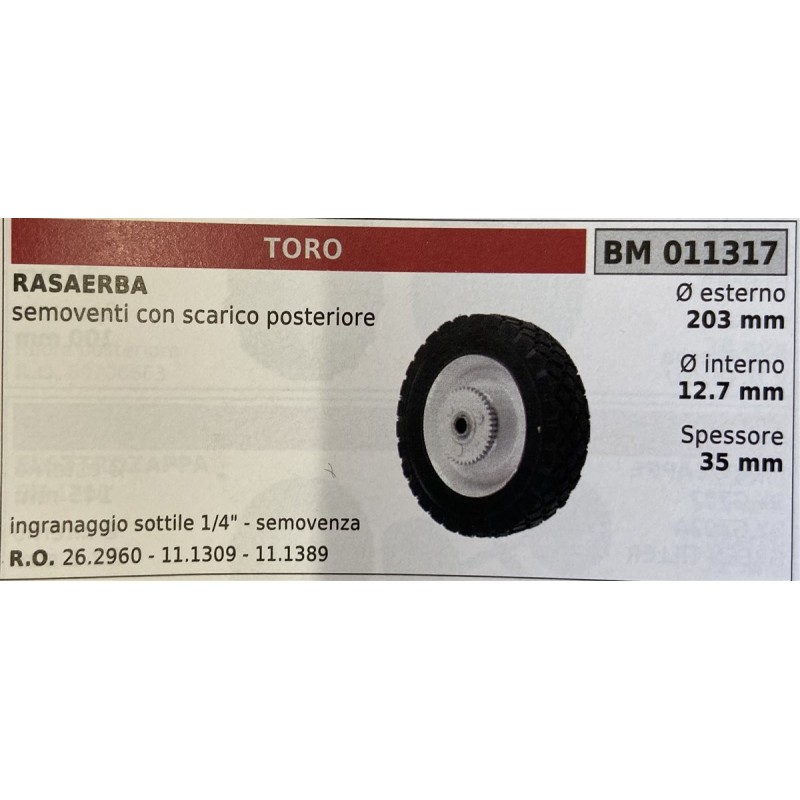 TORO
BM 011317
RASAERBA
semoventi con scarico posteriore
Ø esterno
203 mm
Ø interno
12.7 mm
Spessore
35 mm
ingranaggio sottile 1/4" - semovenza
R.O. 26.2960 - 11.1309 - 11.1389